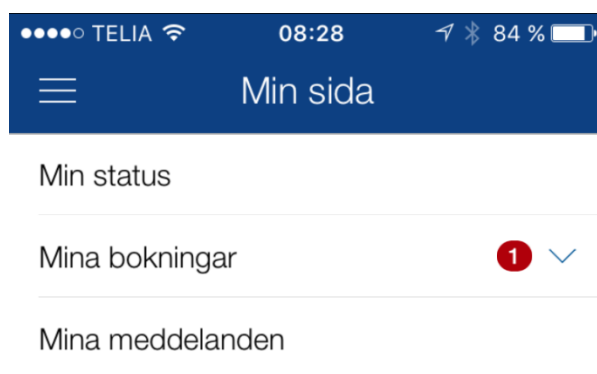 TELIA 08:28 84 %
Min sida
Min status
Mina bokningar 1
Mina meddelanden